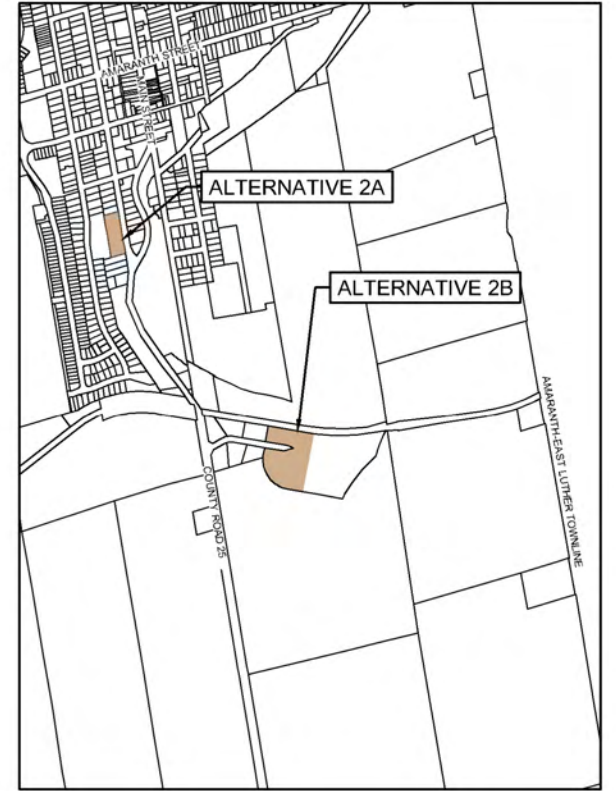 AMARANTH STREET
MAIN STREET
ALTERNATIVE 2A
ALTERNATIVE 2B
AMARANTH-EAST LUTHER TOWNLINE
COUNTY ROAD 25